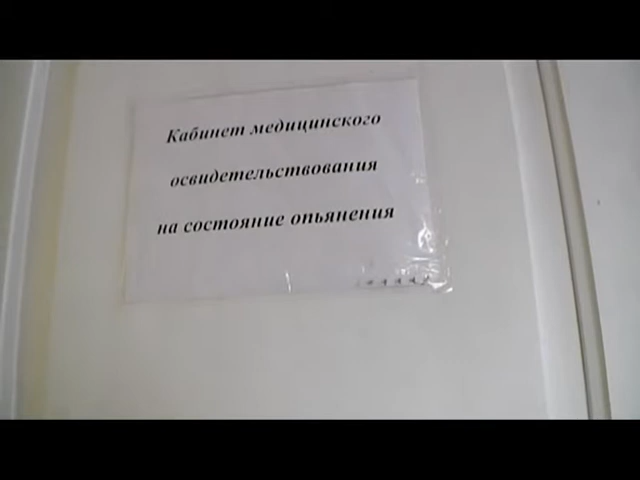 Кабинет медицинского
освидетельствования
на состояние опьянения